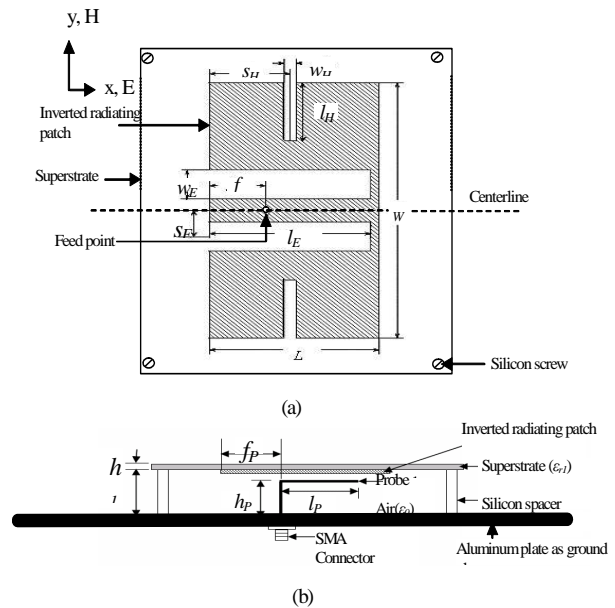 y, H
x, E
s_H
w_H
Inverted radiating
patch
l_H
Superstrate
w_E
f
Centerline
s_E
W
Feed point
l_E
L
Silicon screw
(a)
Inverted radiating patch
f_P
h
Superstrate (ε_r1)
Probe
h_P
l_P
Silicon spacer
Air(ε_0)
SMA
Connector
Aluminum plate as ground
(b)